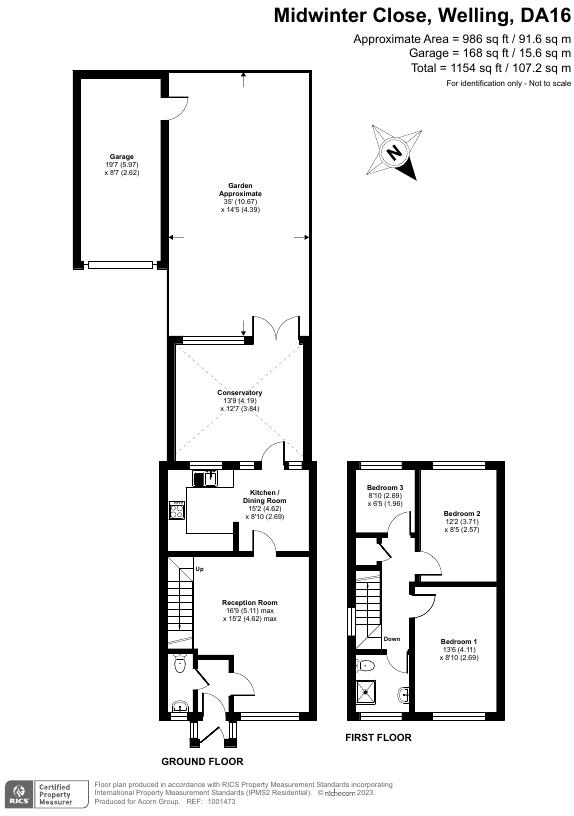 Midwinter Close, Welling, DA16
Approximate Area = 986 sq ft / 91.6 sq m
Garage = 168 sq ft / 15.6 sq m
Total = 1154 sq ft / 107.2 sq m
For identification only - Not to scale
N
Garage
19'7 (5.97)
x 8'7 (2.62)
Garden
Approximate
35' (10.67)
x 14'5 (4.39)
Conservatory
13'9 (4.19)
x 12'7 (3.84)
Kitchen /
Dining Room
15'2 (4.62)
x 8'10 (2.69)
Up
Reception Room
16'9 (5.11) max
x 15'2 (4.62) max
GROUND FLOOR
Bedroom 3
8'10 (2.69)
x 6'5 (1.96)
Bedroom 2
12'2 (3.71)
x 8'5 (2.57)
Down
Bedroom 1
13'6 (4.11)
x 8'10 (2.69)
FIRST FLOOR
RICS
Certified
Property
Measurer
Floor plan produced in accordance with RICS Property Measurement Standards incorporating
International Property Measurement Standards (IPMS2 Residential). © nichecom 2023.
Produced for Acorn Group. REF: 1001473